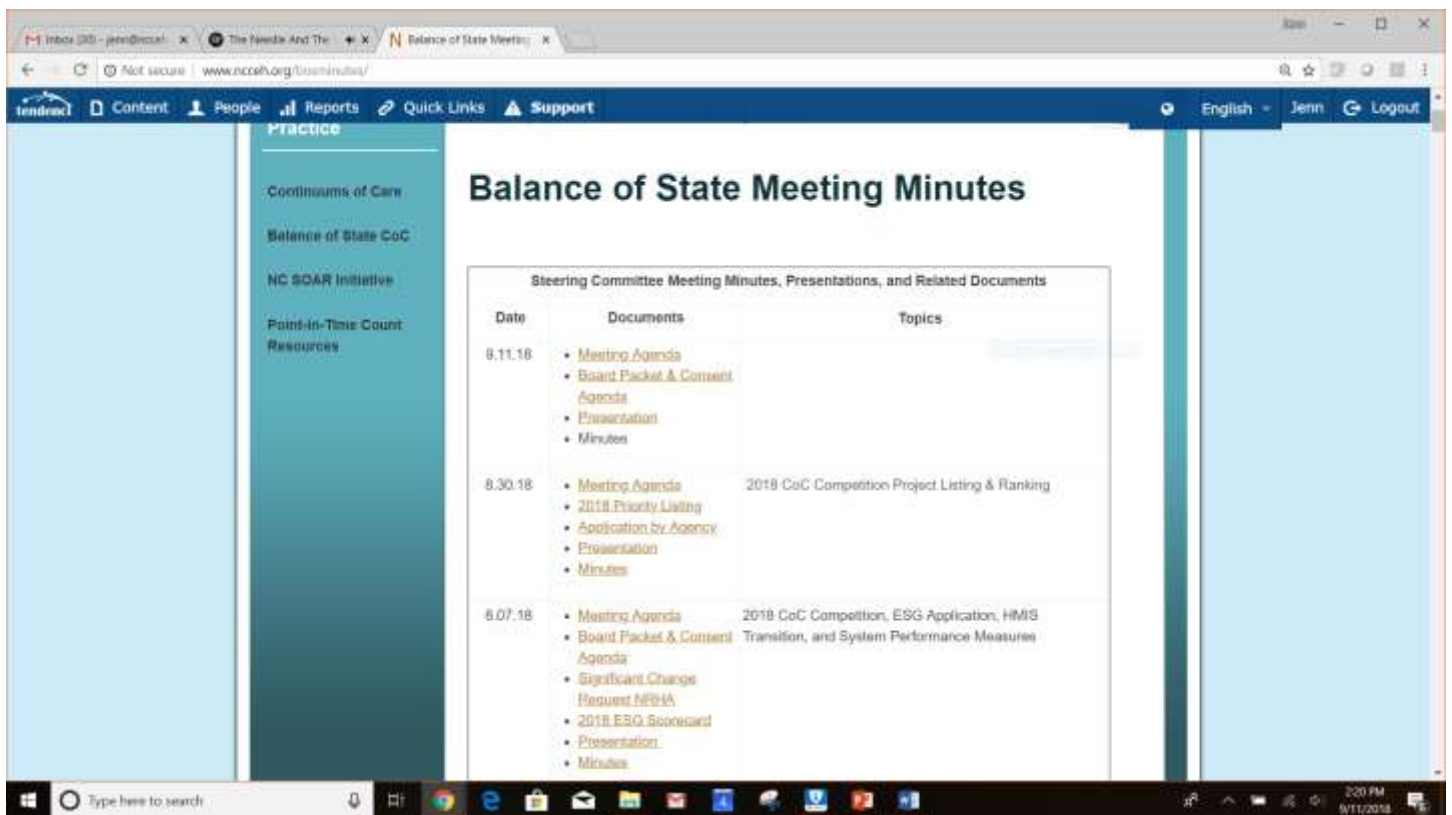 The Needle And The
Balance of State Meeting
Not secure
www.ncceh.org/bosminutes/
tendenci
Content
People
Reports
Quick Links
Support
English
Jenn
Logout
Practice
Continuums of Care
Balance of State CoC
NC SOAR Initiative
Point-in-Time Count
Resources
Balance of State Meeting Minutes
Steering Committee Meeting Minutes, Presentations, and Related Documents
Date
Documents
Topics
9.11.18
• Meeting Agenda
• Board Packet & Consent
Agenda
• Presentation
• Minutes
8.30.18
• Meeting Agenda
• 2018 Priority Listing
• Application by Agency
• Presentation
• Minutes
2018 CoC Competition Project Listing & Ranking
6.07.18
• Meeting Agenda
• Board Packet & Consent
Agenda
• Significant Change
Request NRHA
• 2018 ESG Scorecard
• Presentation
• Minutes
2018 CoC Competition, ESG Application, HMIS
Transition, and System Performance Measures
Type here to search
2:20 PM
9/11/2018